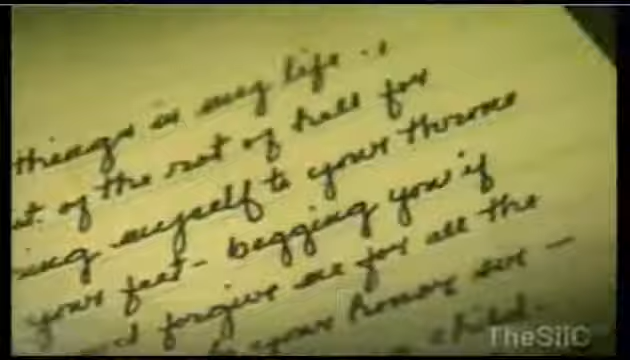 things in my life ..
of the rest of hell for
myself to your throne
your feet - begging you if
forgive me for all the
your honor are -
a child.
TheSilC